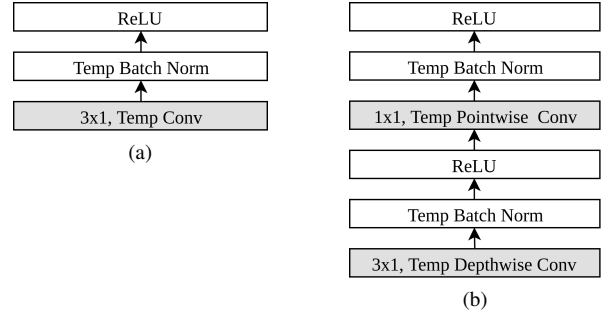 ReLU
Temp Batch Norm
3x1, Temp Conv
(a)
ReLU
Temp Batch Norm
1x1, Temp Pointwise Conv
ReLU
Temp Batch Norm
3x1, Temp Depthwise Conv
(b)